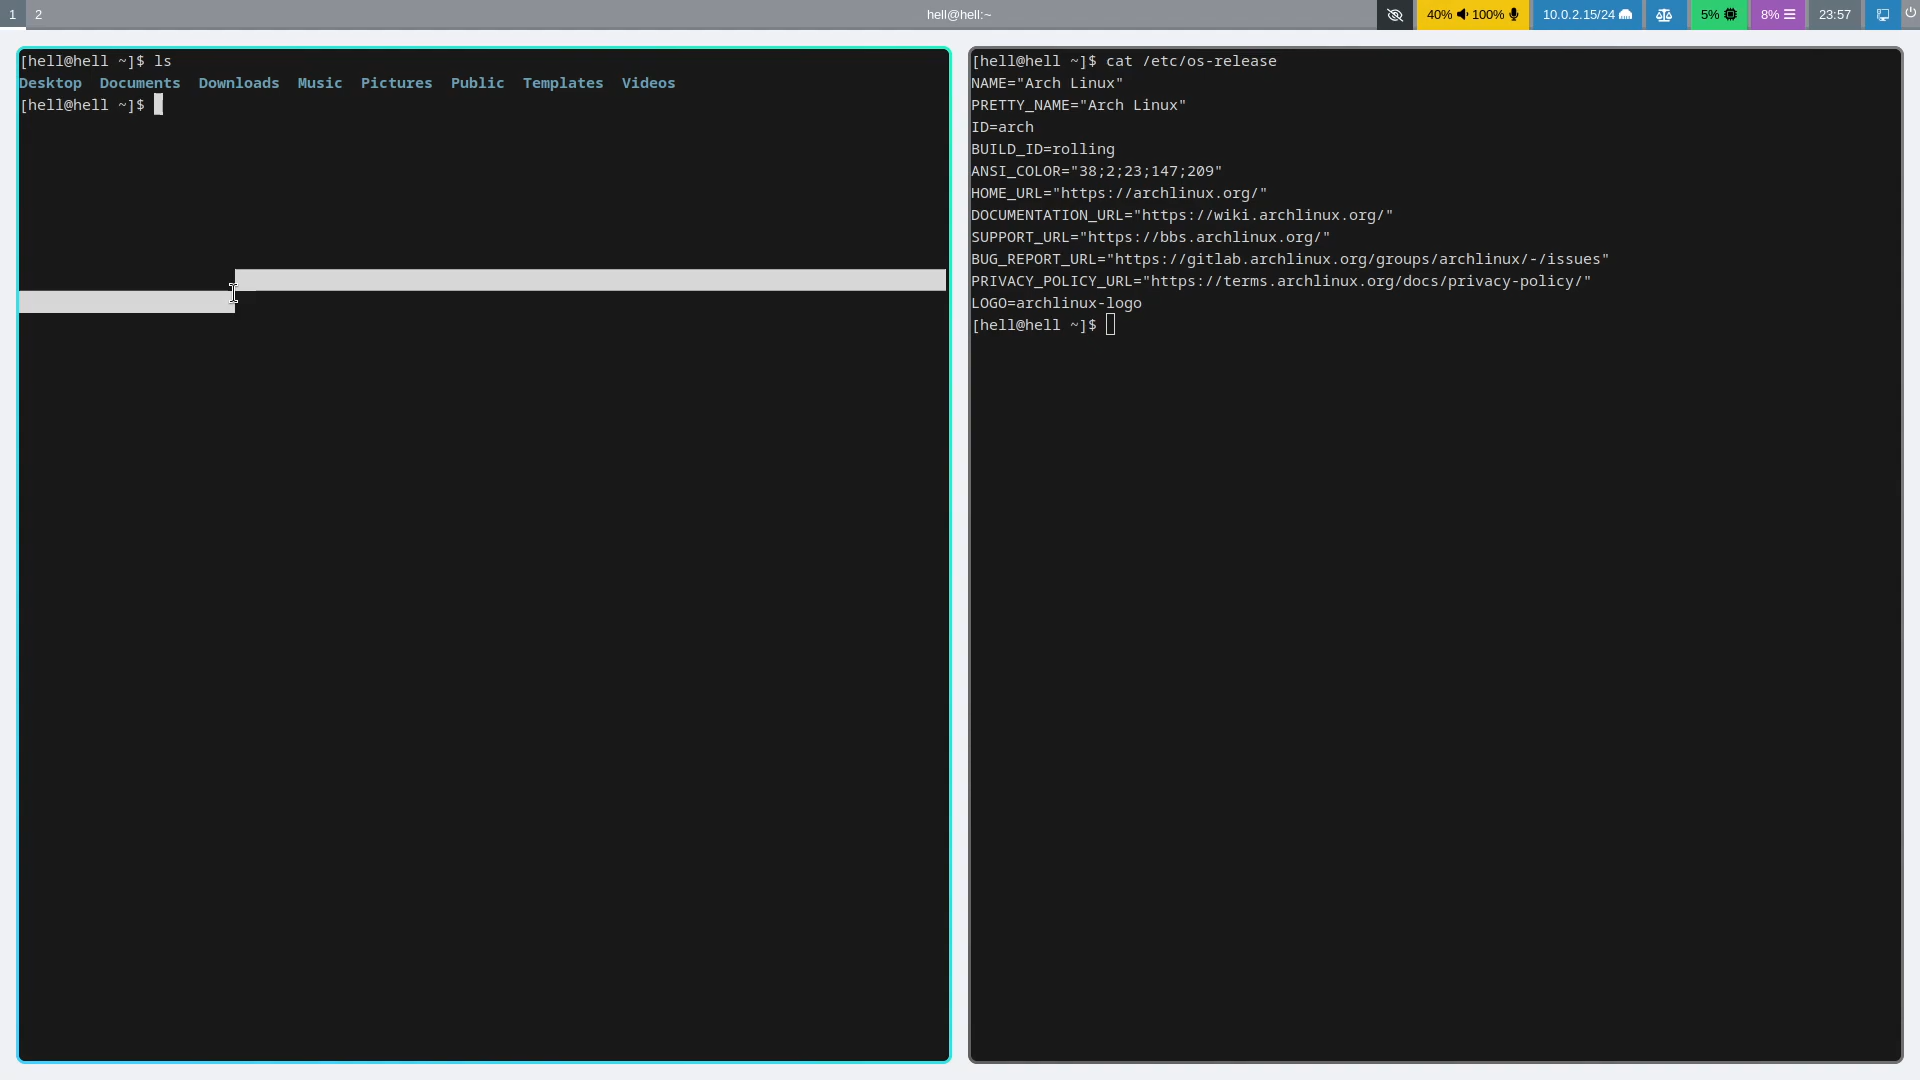 1 2 hell@hell:~ 40% 100% 10.0.2.15/24 5% 8% 23:57
[hell@hell ~]$ ls
Desktop Documents Downloads Music Pictures Public Templates Videos
[hell@hell ~]$
[hell@hell ~]$ cat /etc/os-release
NAME="Arch Linux"
PRETTY_NAME="Arch Linux"
ID=arch
BUILD_ID=rolling
ANSI_COLOR="38;2;23;147;209"
HOME_URL="https://archlinux.org/"
DOCUMENTATION_URL="https://wiki.archlinux.org/"
SUPPORT_URL="https://bbs.archlinux.org/"
BUG_REPORT_URL="https://gitlab.archlinux.org/groups/archlinux/-/issues"
PRIVACY_POLICY_URL="https://terms.archlinux.org/docs/privacy-policy/"
LOGO=archlinux-logo
[hell@hell ~]$